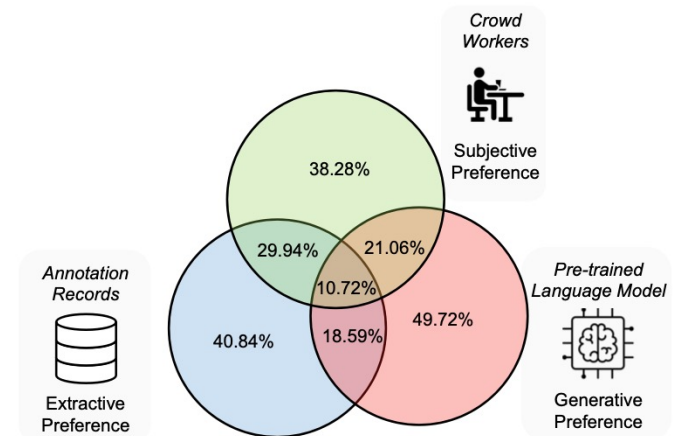 Crowd
Workers
Subjective
Preference
38.28%
29.94%
21.06%
10.72%
40.84%
18.59%
49.72%
Annotation
Records
Extractive
Preference
Pre-trained
Language Model
Generative
Preference